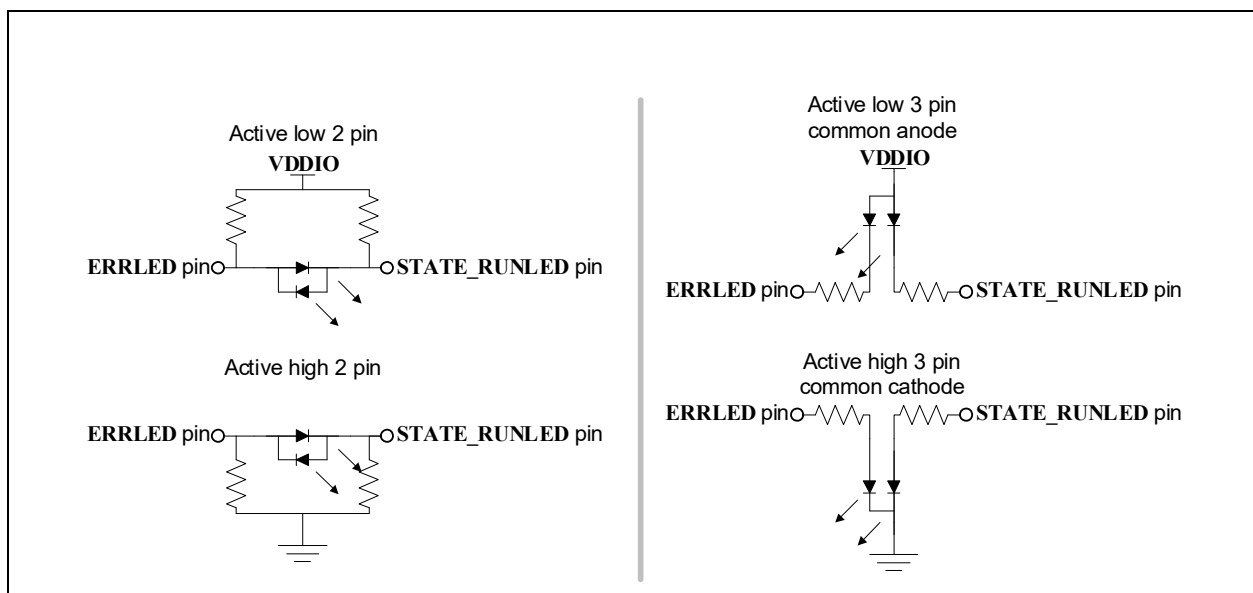 Active low 2 pin
VDDIO
ERRLED pin
STATE_RUNLED pin
Active high 2 pin
ERRLED pin
STATE_RUNLED pin
Active low 3 pin
common anode
VDDIO
ERRLED pin
STATE_RUNLED pin
Active high 3 pin
common cathode
ERRLED pin
STATE_RUNLED pin